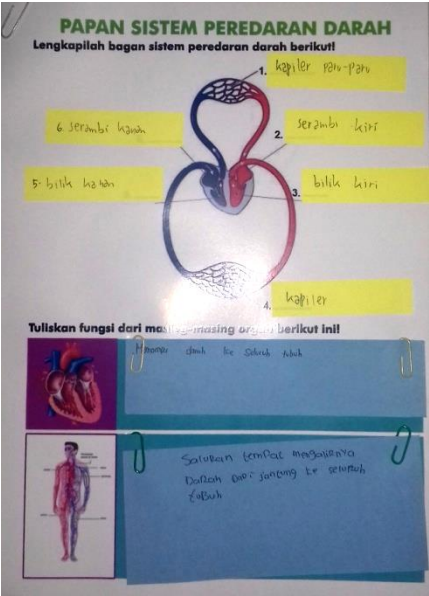 PAPAN SISTEM PEREDARAN DARAH
Lengkapilah bagan sistem peredaran darah berikut!
1. kapiler paru-paru
6. serambi kanan
2. serambi kiri
5. bilik kanan
3. bilik kiri
4. kapiler
Tuliskan fungsi dari masing-masing organ berikut ini!
darah ke seluruh tubuh
Saluran tempat mengalirnya
Darah Dari jantung ke seluruh
tubuh